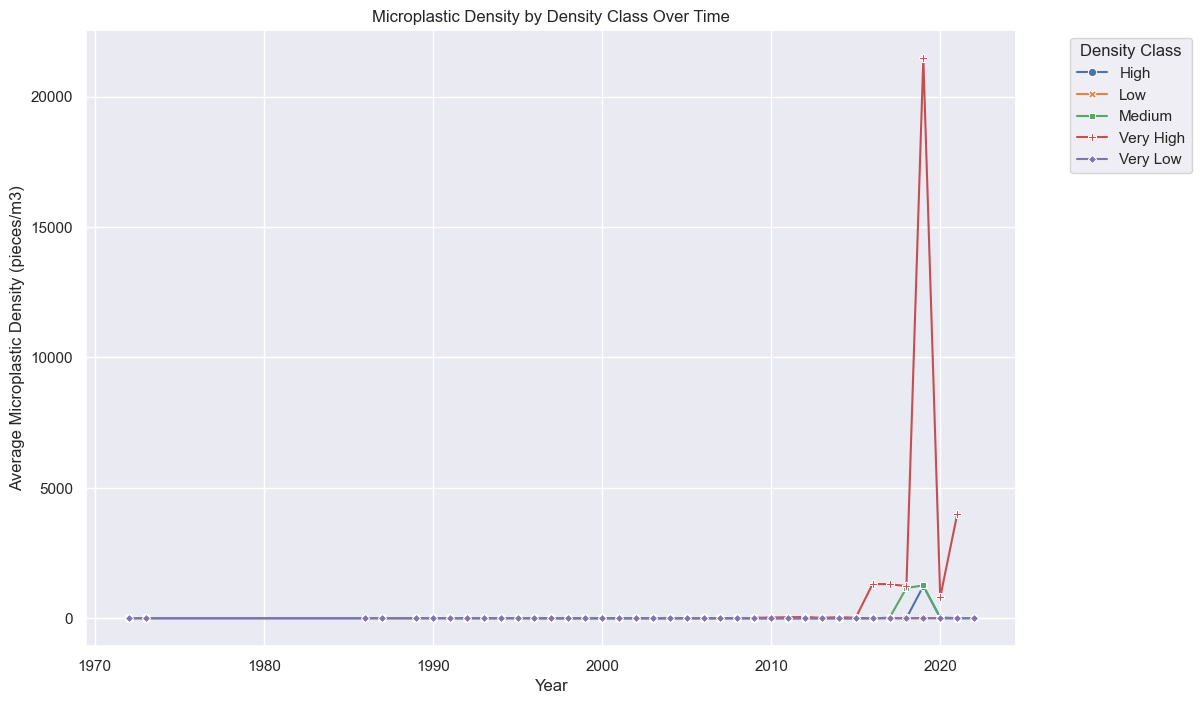 Microplastic Density by Density Class Over Time
Density Class
High
Low
Medium
Very High
Very Low
Average Microplastic Density (pieces/m3)
20000
15000
10000
5000
0
1970
1980
1990
2000
2010
2020
Year